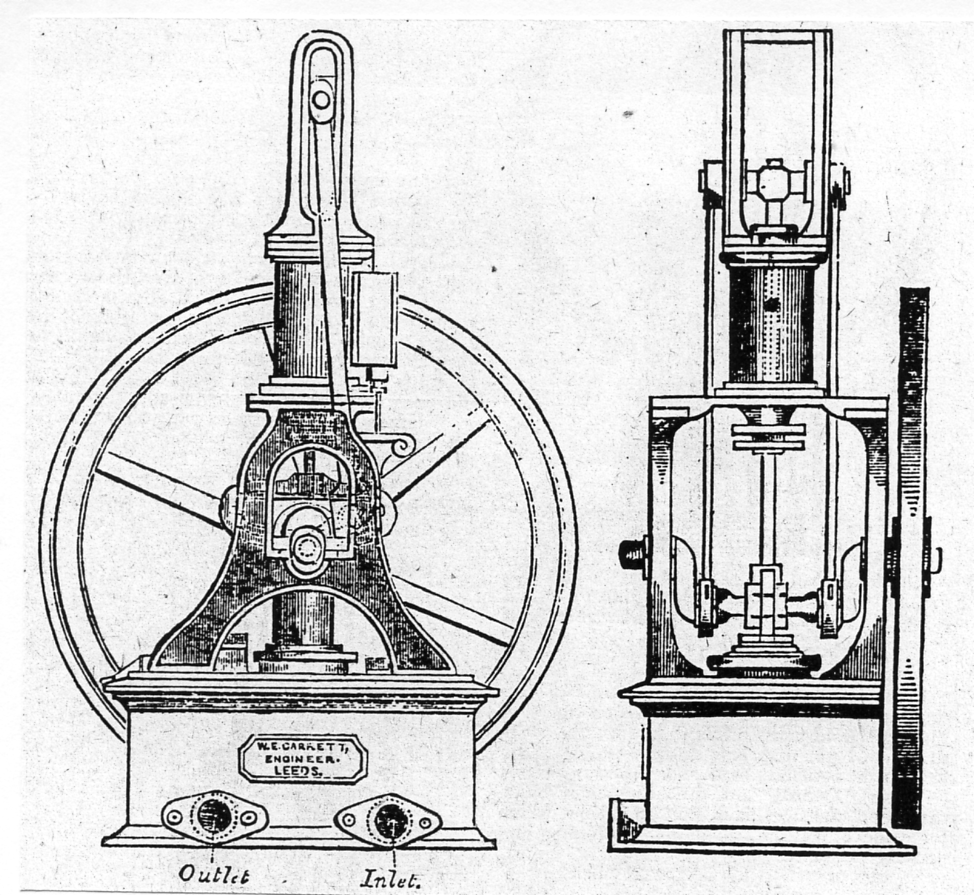 W.E.GARRETT,
ENGINEER.
LEEDS.
Outlet
Inlet.